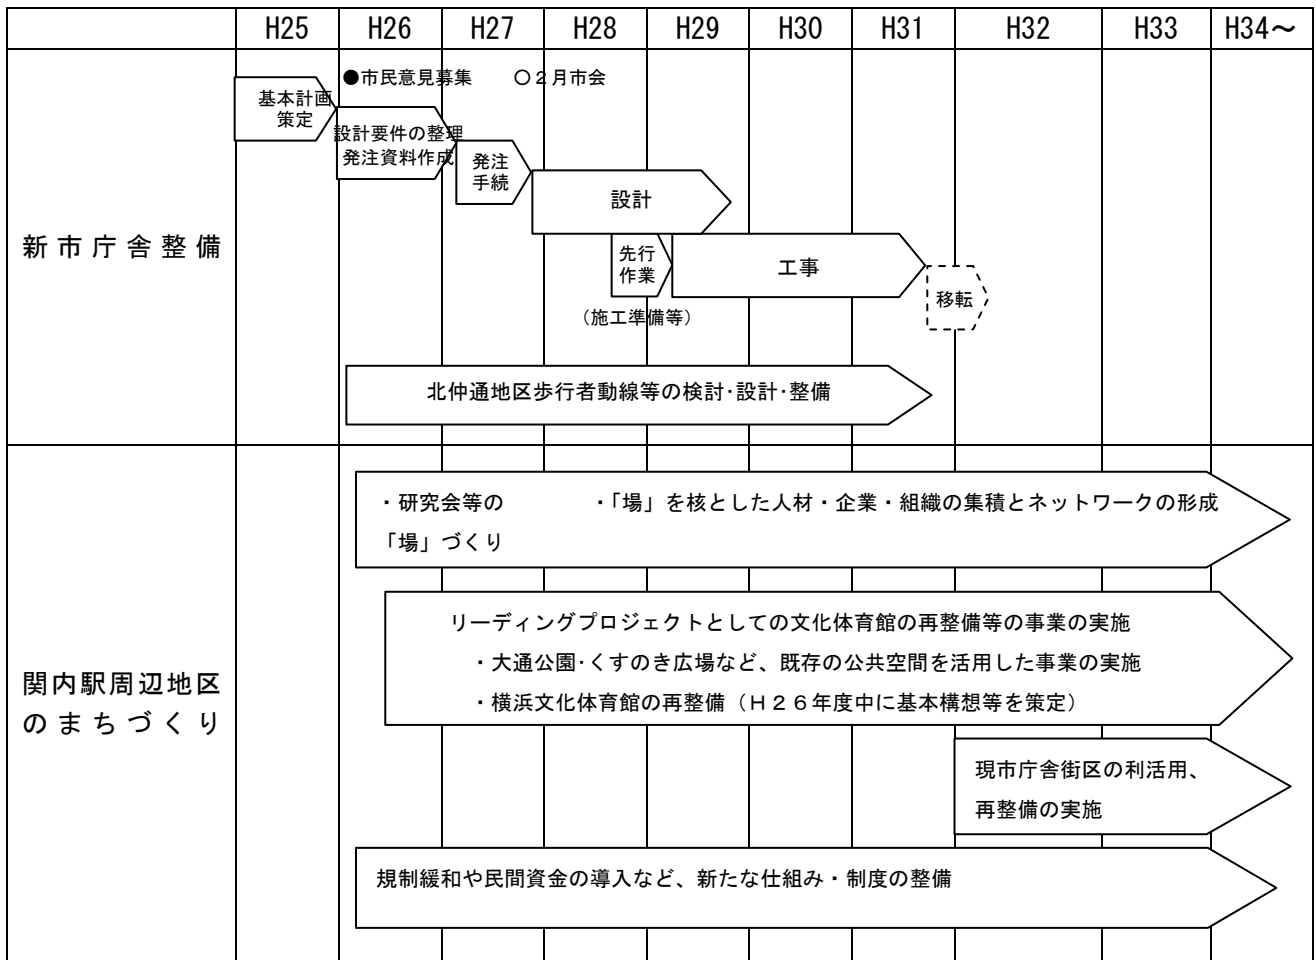 H25 H26 H27 H28 H29 H30 H31 H32 H33 H34～
新市庁舎整備
●市民意見募集 ○２月市会
基本計画
策定
設計要件の整理
発注資料作成
発注
手続
設計
先行
作業
工事
移転
（施工準備等）
北仲通地区歩行者動線等の検討・設計・整備
関内駅周辺地区
のまちづくり
・研究会等の ・「場」を核とした人材・企業・組織の集積とネットワークの形成
「場」づくり
リーディングプロジェクトとしての文化体育館の再整備等の事業の実施
・大通公園・くすのき広場など、既存の公共空間を活用した事業の実施
・横浜文化体育館の再整備（Ｈ２６年度中に基本構想等を策定）
現市庁舎街区の利活用、
再整備の実施
規制緩和や民間資金の導入など、新たな仕組み・制度の整備